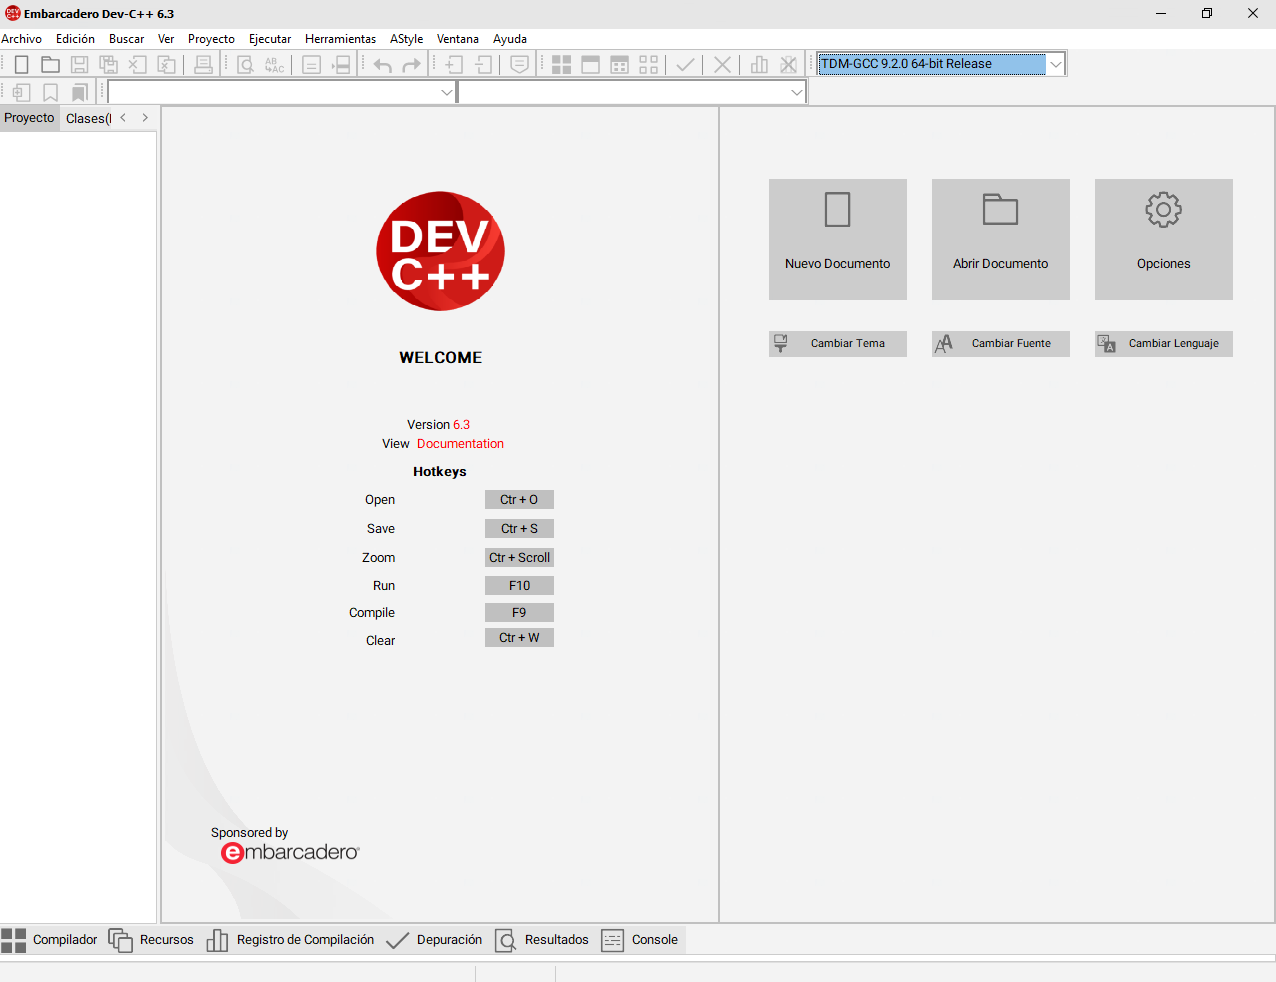 Embarcadero Dev-C++ 6.3
Archivo Edición Buscar Ver Proyecto Ejecutar Herramientas AStyle Ventana Ayuda
TDM-GCC 9.2.0 64-bit Release
Proyecto Clases(
DEV
C++
WELCOME
Version 6.3
View Documentation
Hotkeys
Open Ctr + O
Save Ctr + S
Zoom Ctr + Scroll
Run F10
Compile F9
Clear Ctr + W
Sponsored by
embarcadero
Nuevo Documento Abrir Documento Opciones
Cambiar Tema Cambiar Fuente Cambiar Lenguaje
Compilador Recursos Registro de Compilación Depuración Resultados Console